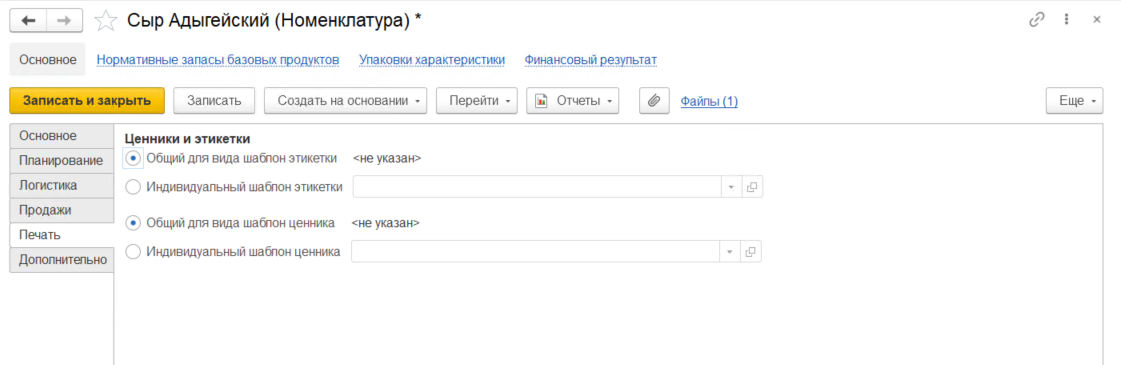 Сыр Адыгейский (Номенклатура) *
Основное Нормативные запасы базовых продуктов Упаковки характеристики Финансовый результат
Записать и закрыть Записать Создать на основании Перейти Отчеты Файлы (1) Еще
Основное
Планирование
Логистика
Продажи
Печать
Дополнительно
Ценники и этикетки
Общий для вида шаблон этикетки <не указан>
Индивидуальный шаблон этикетки
Общий для вида шаблон ценника <не указан>
Индивидуальный шаблон ценника